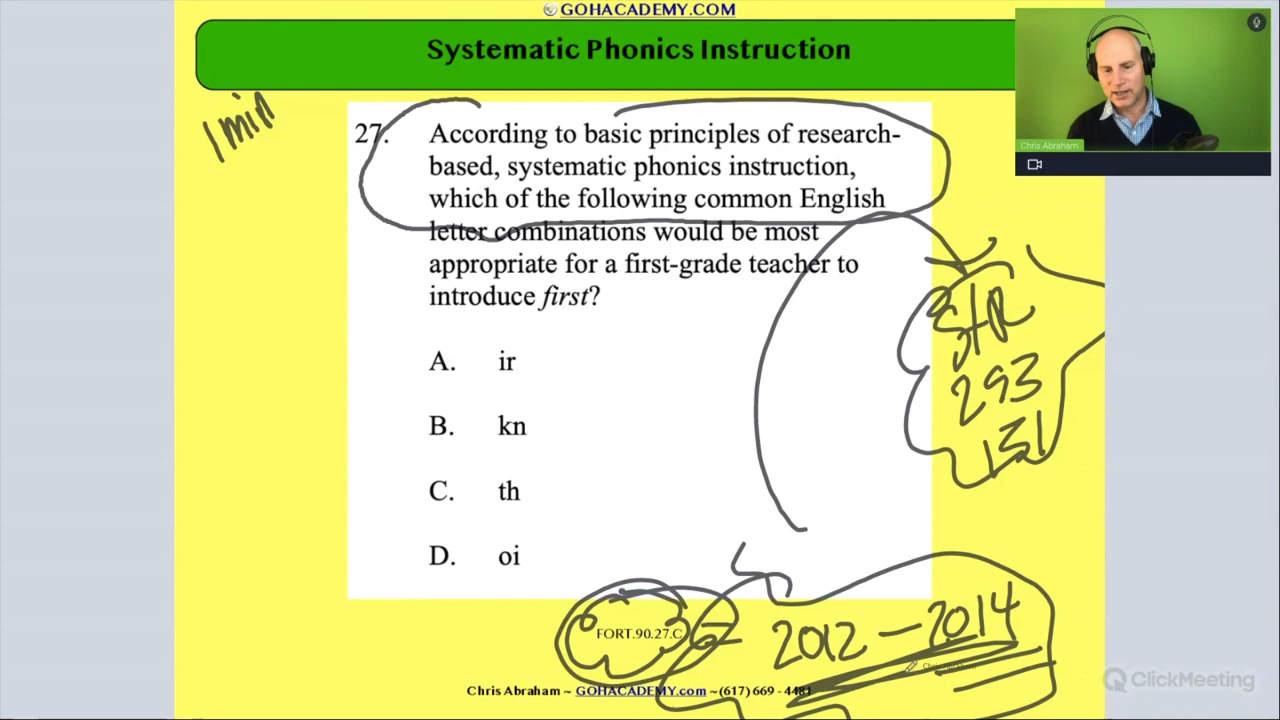 GOHACADEMY.COM
Systematic Phonics Instruction
Chris Abraham
1 min
27. According to basic principles of research-
based, systematic phonics instruction,
which of the following common English
letter combinations would be most
appropriate for a first-grade teacher to
introduce first?
A. ir
B. kn
C. th
D. oi
StR
293
151
FORT.90.27.C
2012 – 2014
Chris Abraham ~ GOHACADEMY.com ~(617) 669 - 4481
ClickMeeting